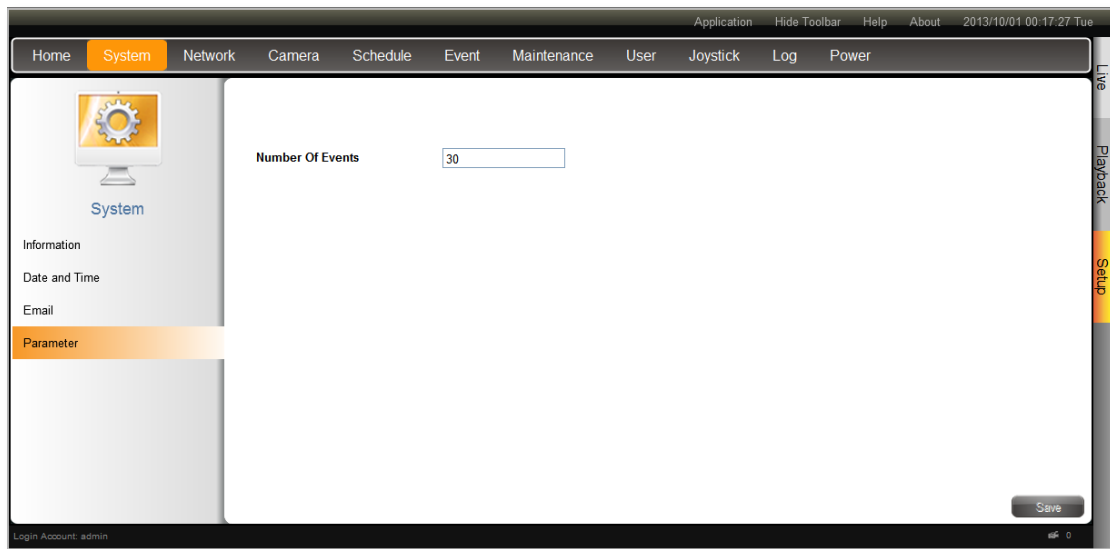 Application Hide Toolbar Help About 2013/10/01 00:17:27 Tue
Home System Network Camera Schedule Event Maintenance User Joystick Log Power
Live
Playback
Setup
System
Information
Date and Time
Email
Parameter
Number Of Events 30
Save
Login Account: admin 0